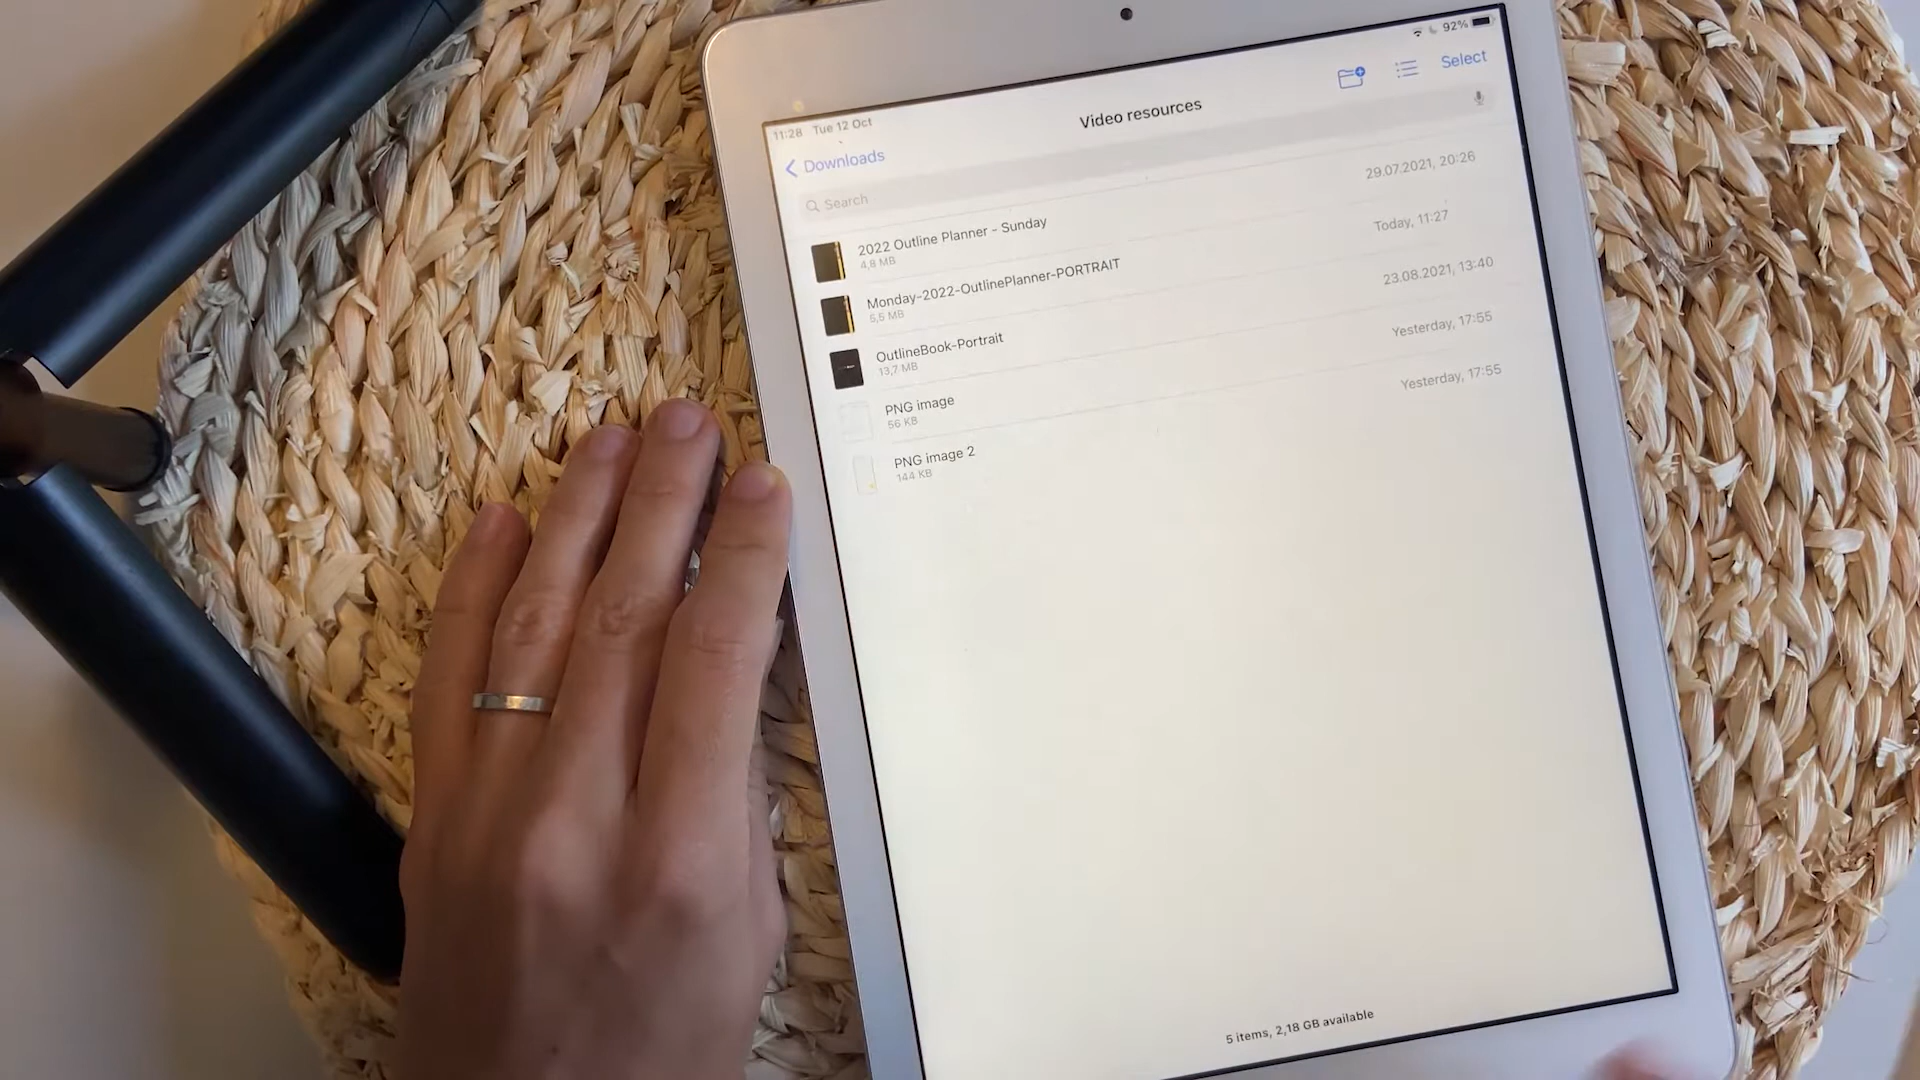 11:28 Tue 12 Oct
92%
Downloads
Video resources
Select
Search
2022 Outline Planner - Sunday
4,8 MB
29.07.2021, 20:26
Monday-2022-OutlinePlanner-PORTRAIT
5,5 MB
Today, 11:27
OutlineBook-Portrait
13,7 MB
23.08.2021, 13:40
PNG image
56 KB
Yesterday, 17:55
PNG image 2
144 KB
Yesterday, 17:55
5 items, 2,18 GB available